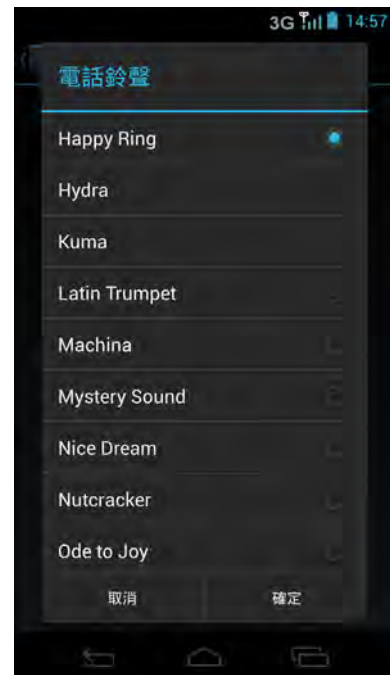 3G 14:57
電話鈴聲
Happy Ring
Hydra
Kuma
Latin Trumpet
Machina
Mystery Sound
Nice Dream
Nutcracker
Ode to Joy
取消 確定